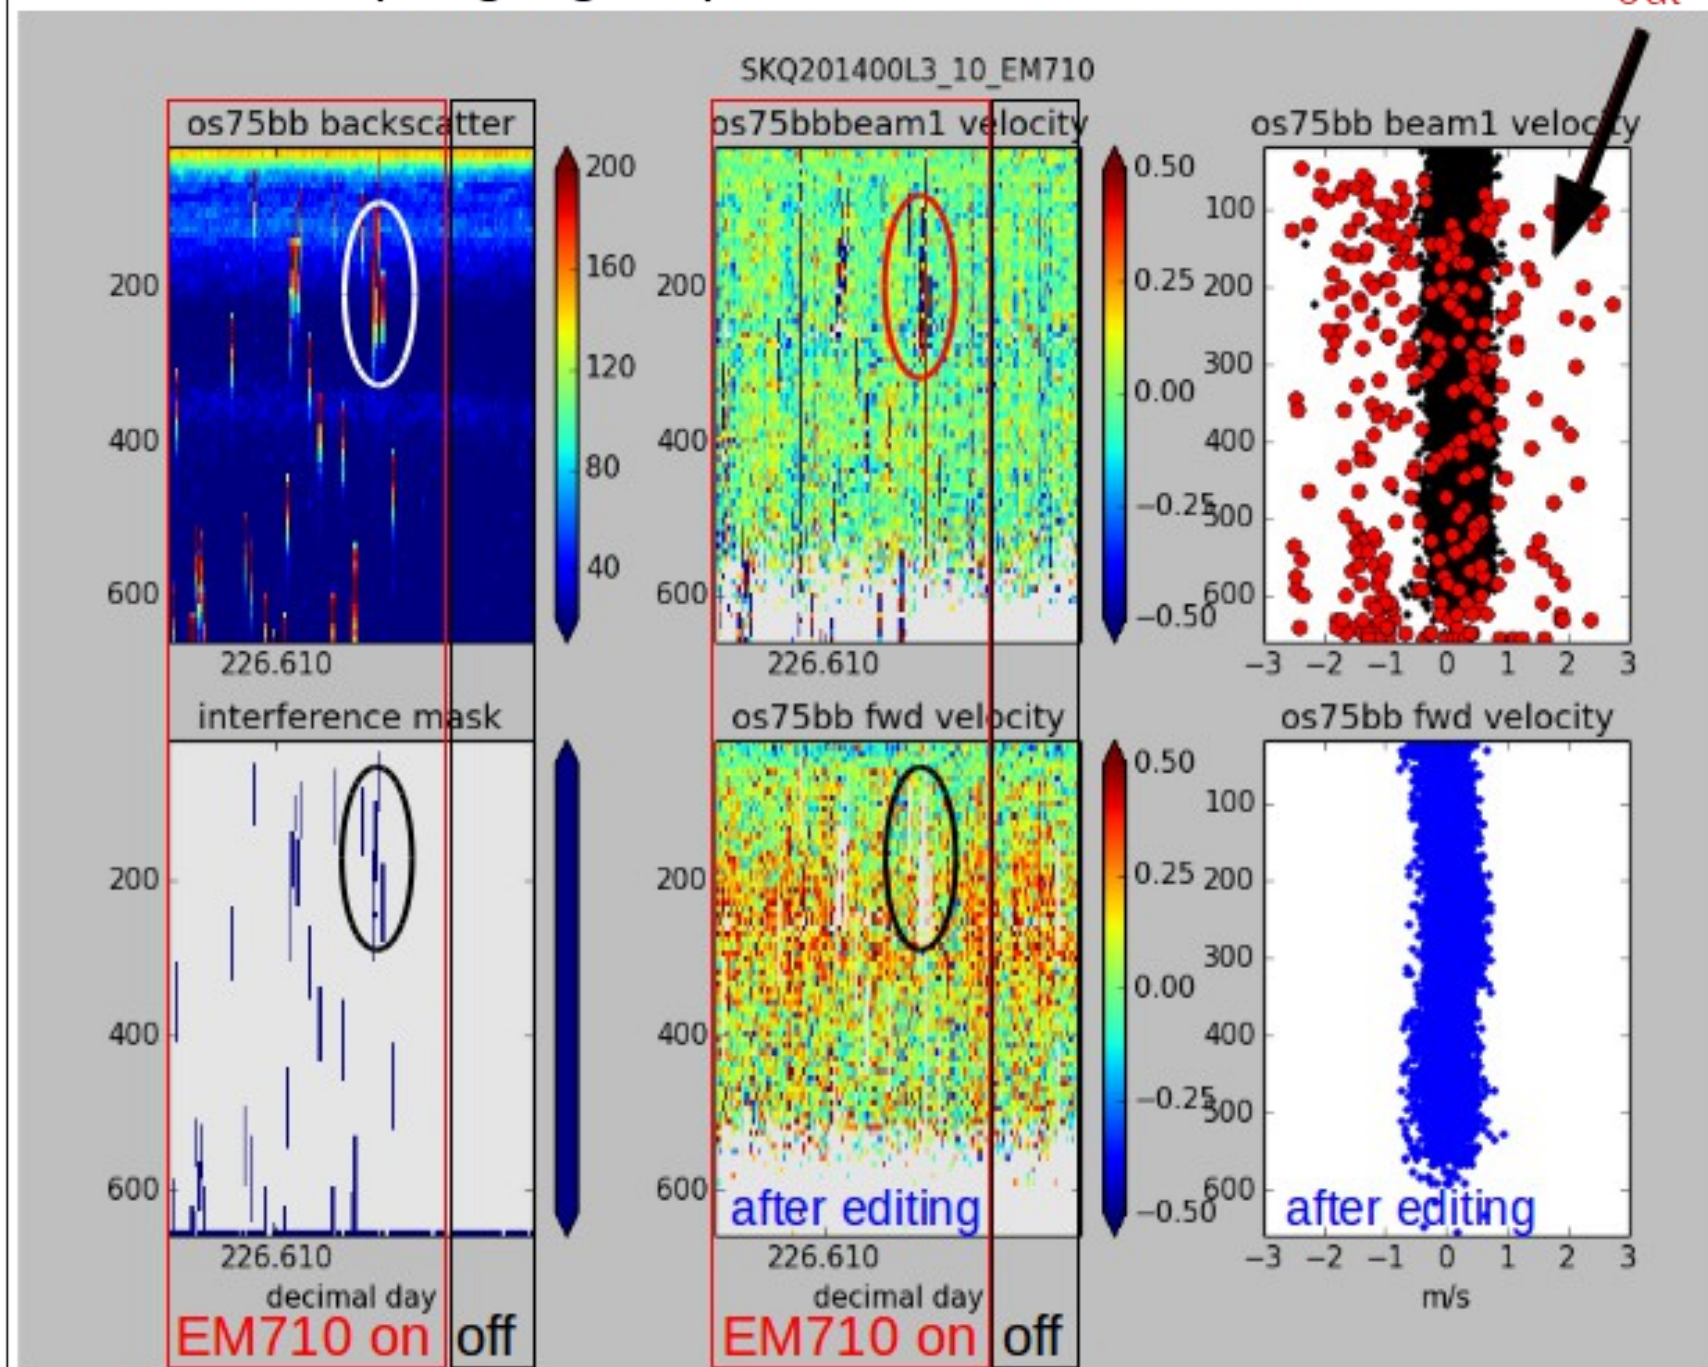 out
SKQ201400L3_10_EM710
os75bb backscatter
os75bbbeam1 velocity
os75bb beam1 velocity
200
160
120
80
40
200
400
600
226.610
0.50
0.25
0.00
−0.25
−0.50
200
400
600
226.610
100
200
300
400
500
600
−3 −2 −1 0 1 2 3
interference mask
os75bb fwd velocity
os75bb fwd velocity
200
400
600
226.610
decimal day
EM710 on off
0.50
0.25
0.00
−0.25
−0.50
200
400
600
after editing
226.610
decimal day
EM710 on off
100
200
300
400
500
600
after editing
−3 −2 −1 0 1 2 3
m/s